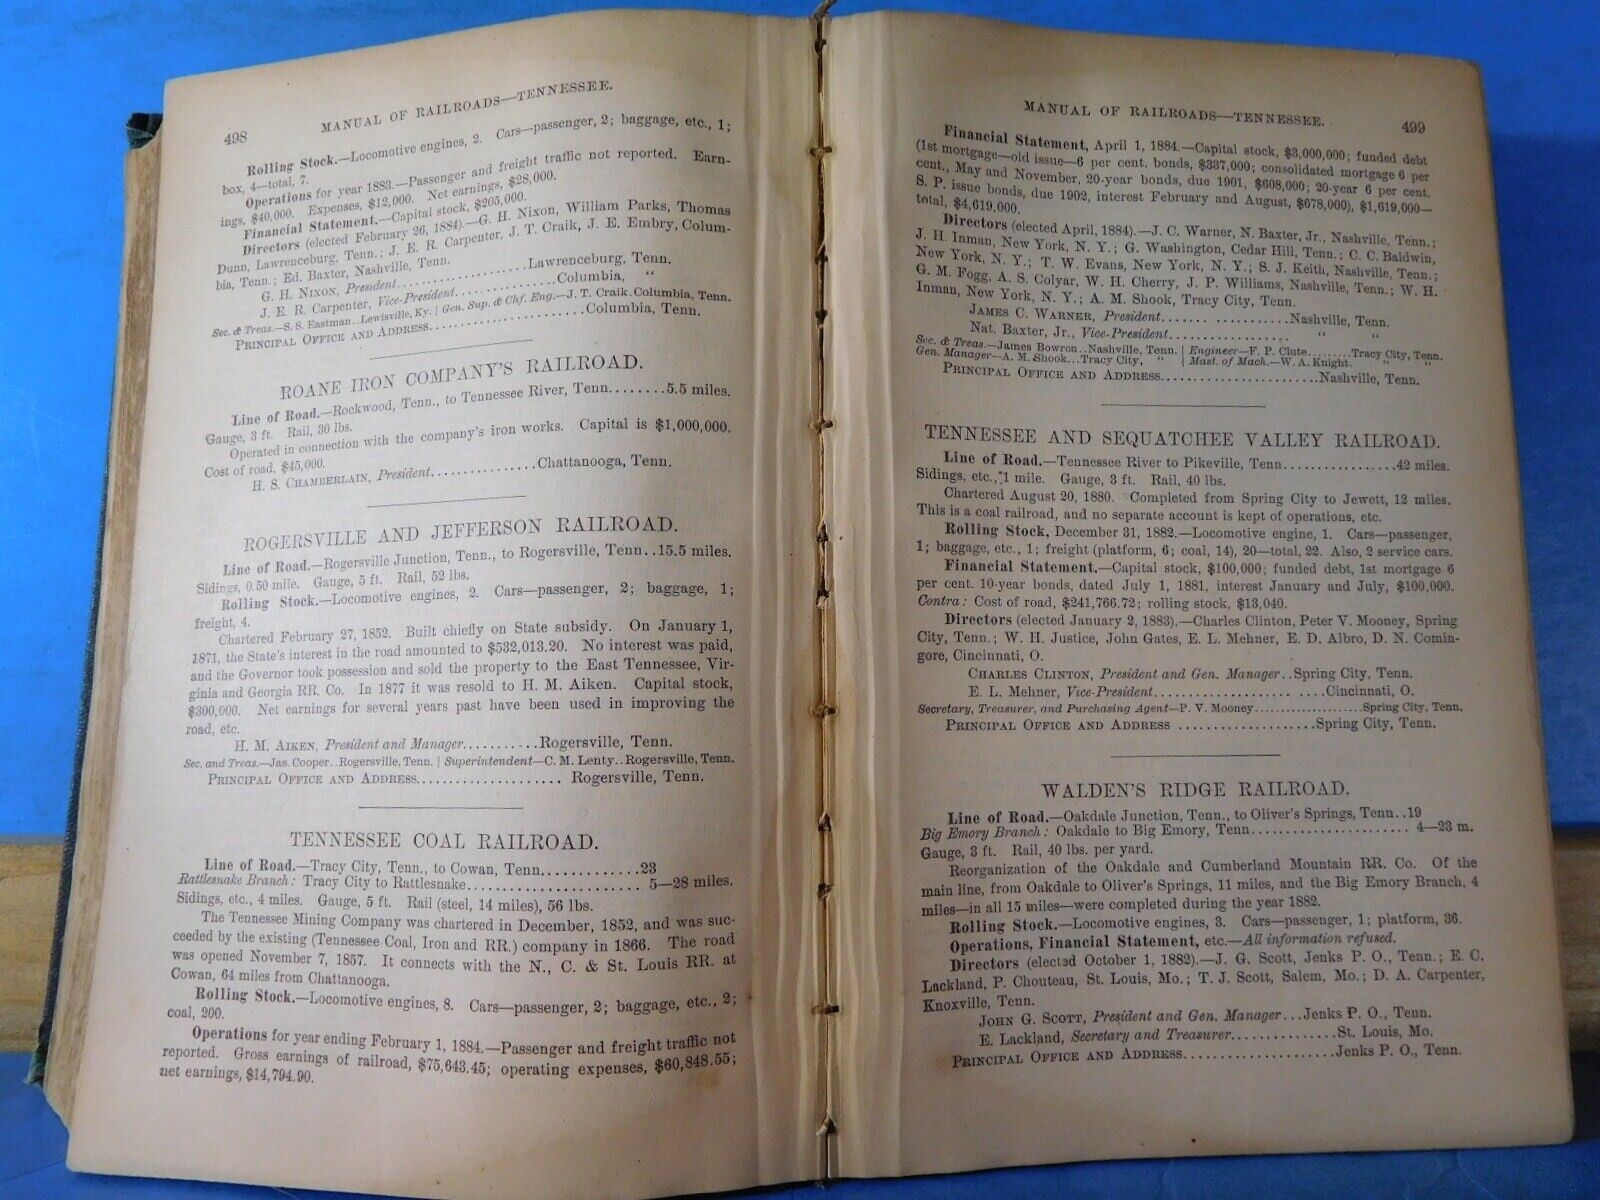 498
MANUAL OF RAILROADS—TENNESSEE.
Rolling Stock.—Locomotive engines, 2. Cars—passenger, 2; baggage, etc., 1;
box, 4—total, 7.
Operations for year 1883.—Passenger and freight traffic not reported. Earn-
ings, $40,000. Expenses, $12,000. Net earnings, $28,000.
Financial Statement.—Capital stock, $205,000.
Directors (elected February 26, 1884).—G. H. Nixon, William Parks, Thomas
Dunn, Lawrenceburg, Tenn.; J. E. R. Carpenter, J. T. Craik, J. E. Embry, Colum-
bia, Tenn.; Ed. Baxter, Nashville, Tenn.
G. H. NIXON, President..............................Lawrenceburg, Tenn.
J. E. R. Carpenter, Vice-President...............Columbia, "
Sec. & Treas.—S. S. Eastman..Lewisville, Ky. | Gen. Sup. & Chf. Eng.—J. T. Craik.Columbia, Tenn.
PRINCIPAL OFFICE AND ADDRESS........................Columbia, Tenn.
ROANE IRON COMPANY'S RAILROAD.
Line of Road.—Rockwood, Tenn., to Tennessee River, Tenn........5.5 miles.
Gauge, 3 ft. Rail, 30 lbs.
Operated in connection with the company's iron works. Capital is $1,000,000.
Cost of road, $45,000.
H. S. CHAMBERLAIN, President...............Chattanooga, Tenn.
ROGERSVILLE AND JEFFERSON RAILROAD.
Line of Road.—Rogersville Junction, Tenn., to Rogersville, Tenn..15.5 miles.
Sidings, 0.50 mile. Gauge, 5 ft. Rail, 52 lbs.
Rolling Stock.—Locomotive engines, 2. Cars—passenger, 2; baggage, 1;
freight, 4.
Chartered February 27, 1852. Built chiefly on State subsidy. On January 1,
1871, the State's interest in the road amounted to $532,013.20. No interest was paid,
and the Governor took possession and sold the property to the East Tennessee, Vir-
ginia and Georgia RR. Co. In 1877 it was resold to H. M. Aiken. Capital stock,
$300,000. Net earnings for several years past have been used in improving the
road, etc.
H. M. AIKEN, President and Manager...........Rogersville, Tenn.
Sec. and Treas.—Jas. Cooper..Rogersville, Tenn. | Superintendent—C. M. Lenty..Rogersville, Tenn.
PRINCIPAL OFFICE AND ADDRESS..................... Rogersville, Tenn.
TENNESSEE COAL RAILROAD.
Line of Road.—Tracy City, Tenn., to Cowan, Tenn.............23
Rattlesnake Branch: Tracy City to Rattlesnake........................ 5—28 miles.
Sidings, etc., 4 miles. Gauge, 5 ft. Rail (steel, 14 miles), 56 lbs.
The Tennessee Mining Company was chartered in December, 1852, and was suc-
ceeded by the existing (Tennessee Coal, Iron and RR.) company in 1866. The road
was opened November 7, 1857. It connects with the N., C. & St. Louis RR. at
Cowan, 64 miles from Chattanooga.
Rolling Stock.—Locomotive engines, 8. Cars—passenger, 2; baggage, etc., 2;
coal, 200.
Operations for year ending February 1, 1884.—Passenger and freight traffic not
reported. Gross earnings of railroad, $75,643.45; operating expenses, $60,848.55;
net earnings, $14,794.90.
MANUAL OF RAILROADS—TENNESSEE.
499
Financial Statement, April 1, 1884.—Capital stock, $3,000,000; funded debt
(1st mortgage—old issue—6 per cent. bonds, $337,000; consolidated mortgage 6 per
cent., May and November, 20-year bonds, due 1901, $608,000; 20-year 6 per cent.
S. P. issue bonds, due 1902, interest February and August, $678,000), $1,619,000—
total, $4,619,000.
Directors (elected April, 1884).—J. C. Warner, N. Baxter, Jr., Nashville, Tenn.;
J. H. Inman, New York, N. Y.; G. Washington, Cedar Hill, Tenn.; C. C. Baldwin,
New York, N. Y.; T. W. Evans, New York, N. Y.; S. J. Keith, Nashville, Tenn.;
G. M. Fogg, A. S. Colyar, W. H. Cherry, J. P. Williams, Nashville, Tenn.; W. H.
Inman, New York, N. Y.; A. M. Shook, Tracy City, Tenn.
JAMES C. WARNER, President.......................Nashville, Tenn.
Nat. Baxter, Jr., Vice-President..................... " "
Sec. & Treas.—James Bowron..Nashville, Tenn. | Engineer—F. P. Clute.........Tracy City, Tenn.
Gen. Manager—A. M. Shook...Tracy City, " | Mast. of Mach.—W. A. Knight. " "
PRINCIPAL OFFICE AND ADDRESS........................Nashville, Tenn.
TENNESSEE AND SEQUATCHEE VALLEY RAILROAD.
Line of Road.—Tennessee River to Pikeville, Tenn.................42 miles.
Sidings, etc., 1 mile. Gauge, 3 ft. Rail, 40 lbs.
Chartered August 20, 1880. Completed from Spring City to Jewett, 12 miles.
This is a coal railroad, and no separate account is kept of operations, etc.
Rolling Stock, December 31, 1882.—Locomotive engine, 1. Cars—passenger,
1; baggage, etc., 1; freight (platform, 6; coal, 14), 20—total, 22. Also, 2 service cars.
Financial Statement.—Capital stock, $100,000; funded debt, 1st mortgage 6
per cent. 10-year bonds, dated July 1, 1881, interest January and July, $100,000.
Contra: Cost of road, $241,766.72; rolling stock, $13,040.
Directors (elected January 2, 1883).—Charles Clinton, Peter V. Mooney, Spring
City, Tenn.; W. H. Justice, John Gates, E. L. Mehner, E. D. Albro, D. N. Comin-
gore, Cincinnati, O.
CHARLES CLINTON, President and Gen. Manager..Spring City, Tenn.
E. L. Mehner, Vice-President..........................Cincinnati, O.
Secretary, Treasurer, and Purchasing Agent—P. V. Mooney......................Spring City, Tenn.
PRINCIPAL OFFICE AND ADDRESS .....................Spring City, Tenn.
WALDEN'S RIDGE RAILROAD.
Line of Road.—Oakdale Junction, Tenn., to Oliver's Springs, Tenn..19
Big Emory Branch: Oakdale to Big Emory, Tenn....................... 4—23 m.
Gauge, 3 ft. Rail, 40 lbs. per yard.
Reorganization of the Oakdale and Cumberland Mountain RR. Co. Of the
main line, from Oakdale to Oliver's Springs, 11 miles, and the Big Emory Branch, 4
miles—in all 15 miles—were completed during the year 1882.
Rolling Stock.—Locomotive engines, 3. Cars—passenger, 1; platform, 36.
Operations, Financial Statement, etc.—All information refused.
Directors (elected October 1, 1882).—J. G. Scott, Jenks P. O., Tenn.; E. C.
Lackland, P. Chouteau, St. Louis, Mo.; T. J. Scott, Salem, Mo.; D. A. Carpenter,
Knoxville, Tenn.
JOHN G. SCOTT, President and Gen. Manager...Jenks P. O., Tenn.
E. Lackland, Secretary and Treasurer...............St. Louis, Mo.
PRINCIPAL OFFICE AND ADDRESS......................Jenks P. O., Tenn.